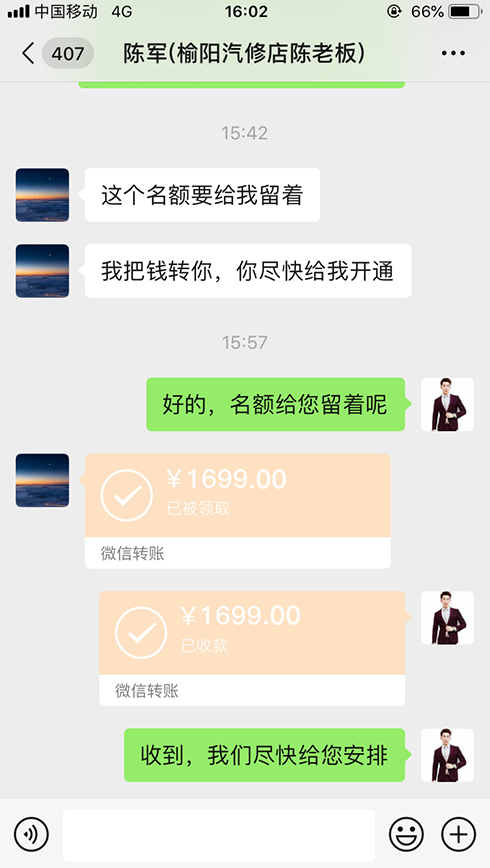 中国移动 4G 16:02 66%
407 陈军(榆阳汽修店陈老板)
15:42
这个名额要给我留着
我把钱转你，你尽快给我开通
15:57
好的，名额给您留着呢
¥1699.00
已被领取
微信转账
¥1699.00
已收款
微信转账
收到，我们尽快给您安排